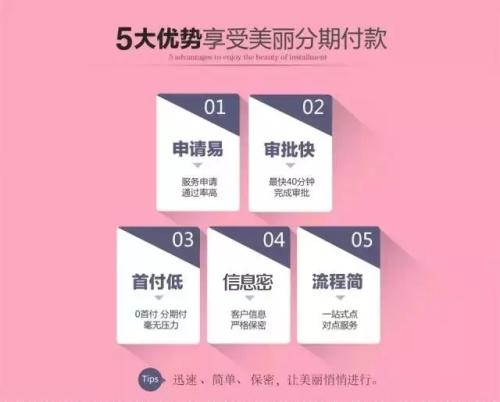 5大优势享受美丽分期付款
5 advantages to enjoy the beauty of installment
01
申请易
服务申请
通过率高
02
审批快
最快40分钟
完成审批
03
首付低
0首付 分期付
毫无压力
04
信息密
客户信息
严格保密
05
流程简
一站式点
对点服务
Tips
迅速、简单、保密，让美丽悄悄进行。